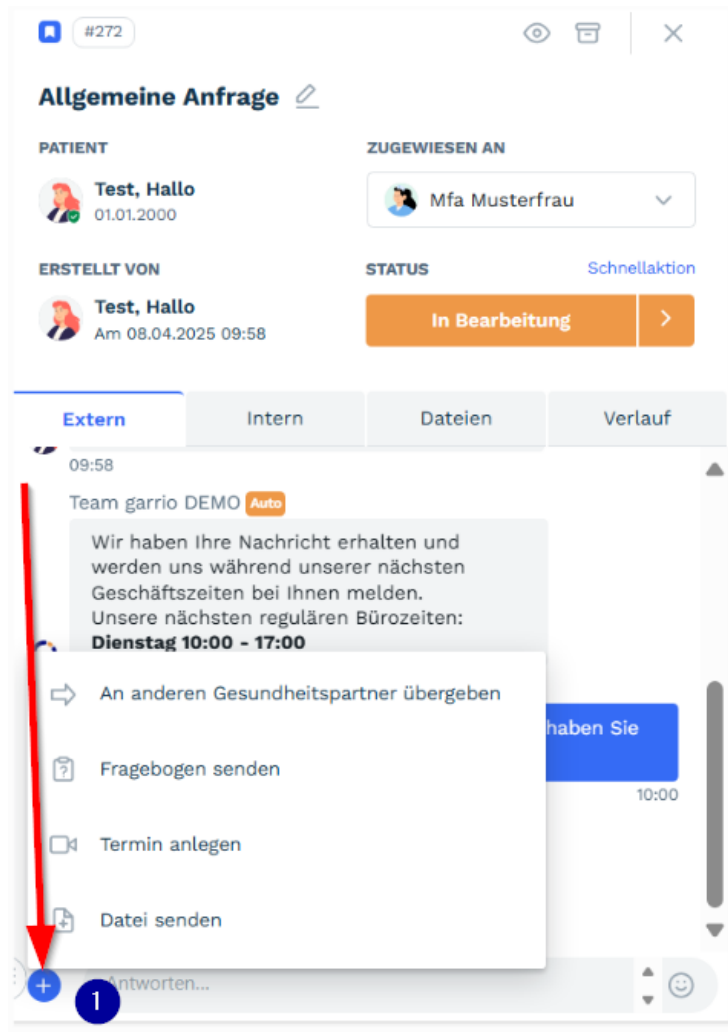 #272
Allgemeine Anfrage
PATIENT
Test, Hallo
01.01.2000
ZUGEWIESEN AN
Mfa Musterfrau
ERSTELLT VON
Test, Hallo
Am 08.04.2025 09:58
STATUS
Schnellaktion
In Bearbeitung
Extern
Intern
Dateien
Verlauf
09:58
Team garrio DEMO Auto
Wir haben Ihre Nachricht erhalten und
werden uns während unserer nächsten
Geschäftszeiten bei Ihnen melden.
Unsere nächsten regulären Bürozeiten:
Dienstag 10:00 - 17:00
haben Sie
10:00
An anderen Gesundheitspartner übergeben
Fragebogen senden
Termin anlegen
Datei senden
1
Antworten...